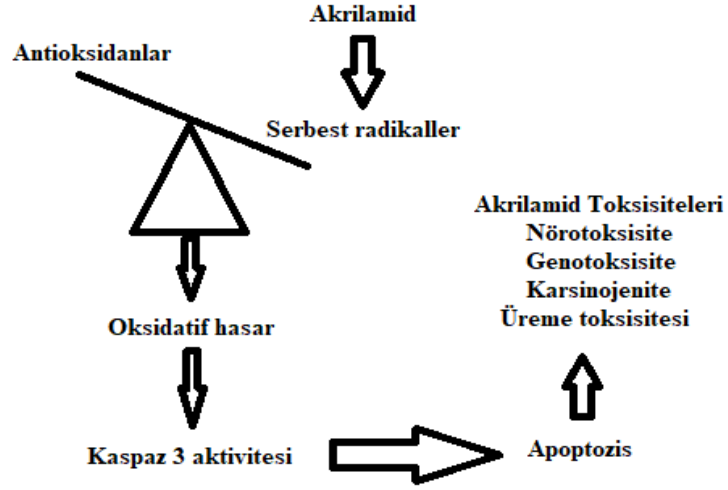 Akrilamid
Antioksidanlar
Serbest radikaller
Akrilamid Toksisiteleri
Nörotoksisite
Genotoksisite
Karsinojenite
Üreme toksisitesi
Oksidatif hasar
Kaspaz 3 aktivitesi
Apoptozis